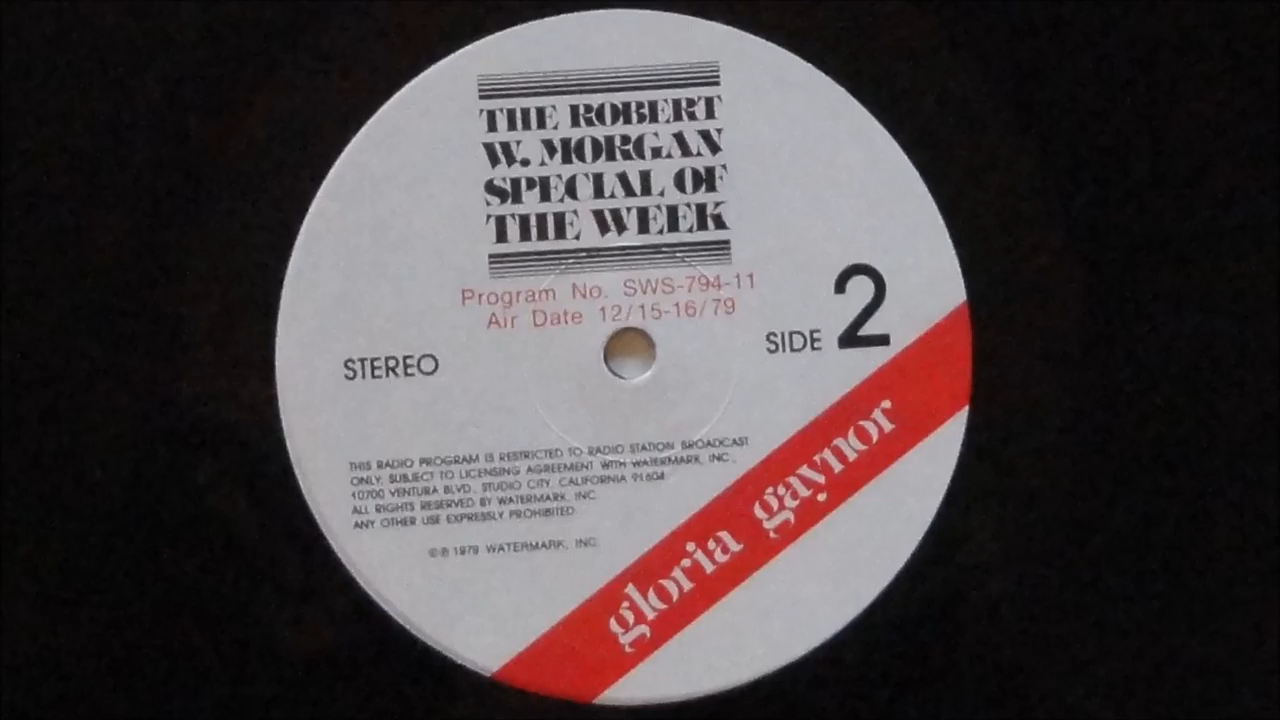 THE ROBERT
W. MORGAN
SPECIAL OF
THE WEEK
Program No. SWS-794-11
Air Date 12/15-16/79
STEREO
SIDE 2
THIS RADIO PROGRAM IS RESTRICTED TO RADIO STATION BROADCAST
ONLY, SUBJECT TO LICENSING AGREEMENT WITH WATERMARK, INC.,
10700 VENTURA BLVD., STUDIO CITY, CALIFORNIA 91604
ALL RIGHTS RESERVED BY WATERMARK, INC.
ANY OTHER USE EXPRESSLY PROHIBITED.
©℗ 1979 WATERMARK, INC.
gloria gaynor